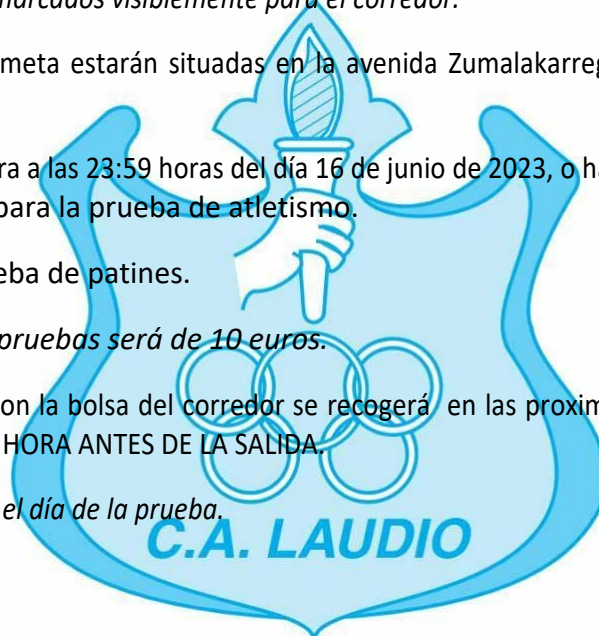 marcados visiblemente para el corredor.
meta estarán situadas en la avenida Zumalakarreg
ra a las 23:59 horas del día 16 de junio de 2023, o ha
para la prueba de atletismo.
eba de patines.
pruebas será de 10 euros.
on la bolsa del corredor se recogerá en las proxim
HORA ANTES DE LA SALIDA.
el día de la prueba.
C.A. LAUDIO